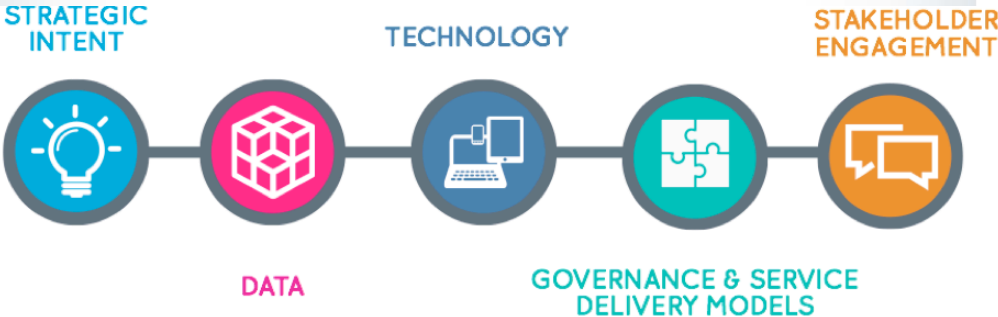 STRATEGIC
INTENT
TECHNOLOGY
STAKEHOLDER
ENGAGEMENT
DATA
GOVERNANCE & SERVICE
DELIVERY MODELS